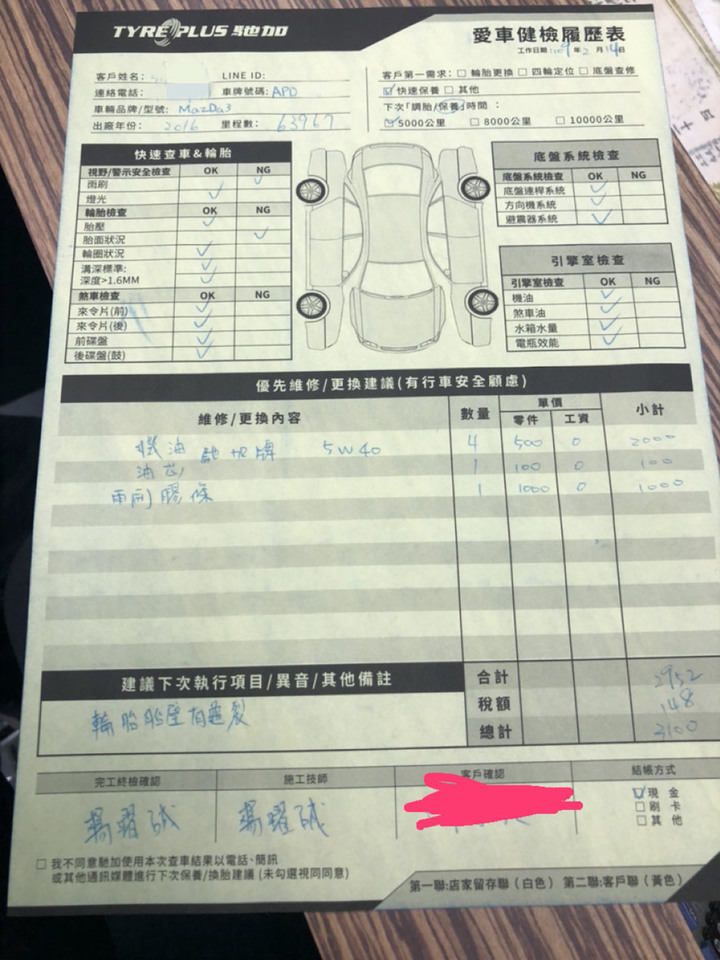 TYREPLUS 馳加
愛車健檢履歷表
工作日期:109年2月14日
客戶姓名:
LINE ID:
連絡電話:
車牌號碼: APD
車輛品牌/型號: MazDa3
出廠年份: 2016
里程數: 63967
客戶第一需求: □ 輪胎更換 □ 四輪定位 □ 底盤查修
☑ 快速保養 □ 其他
下次「調胎/保養」時間:
☑ 5000公里 □ 8000公里 □ 10000公里
快速查車&輪胎
視野/警示安全檢查 OK NG
雨刷 ✓
燈光 ✓
輪胎檢查 OK NG
胎壓 ✓
胎面狀況 ✓
輪圈狀況 ✓
溝深標準: ✓
深度>1.6MM ✓
煞車檢查 OK NG
來令片(前) ✓
來令片(後) ✓
前碟盤 ✓
後碟盤(鼓) ✓
底盤系統檢查
底盤系統檢查 OK NG
底盤連桿系統 ✓
方向機系統 ✓
避震器系統 ✓
引擎室檢查
引擎室檢查 OK NG
機油 ✓
煞車油 ✓
水箱水量 ✓
電瓶效能 ✓
優先維修/更換建議(有行車安全顧慮)
維修/更換內容 數量 單價 小計
零件 工資
機油 馳加牌 5W40 4 500 0 2000
油芯 1 100 0 100
雨刷膠條 1 1000 0 1000
建議下次執行項目/異音/其他備註
輪胎胎壁有龜裂
合計 2952
稅額 148
總計 3100
完工終檢確認 施工技師 客戶確認 結帳方式
☑ 現金
□ 刷卡
□ 其他
□ 我不同意馳加使用本次查車結果以電話、簡訊
或其他通訊媒體進行下次保養/換胎建議 (未勾選視同同意)
第一聯:店家留存聯 (白色) 第二聯:客戶聯 (黃色)